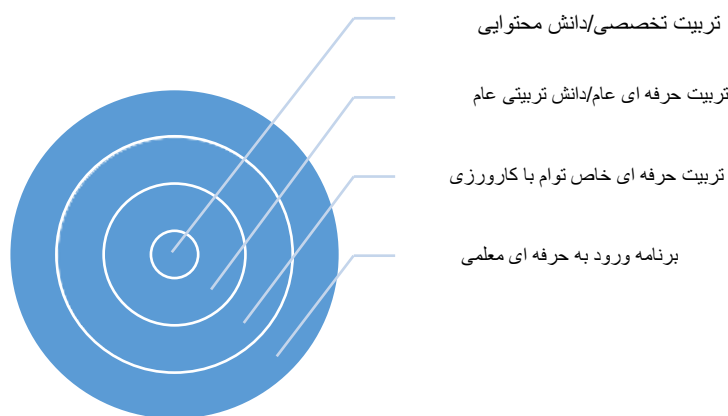 تربیت تخصصی/دانش محتوایی
تربیت حرفه ای عام/دانش تربیتی عام
تربیت حرفه ای خاص توام با کارورزی
برنامه ورود به حرفه ای معلمی